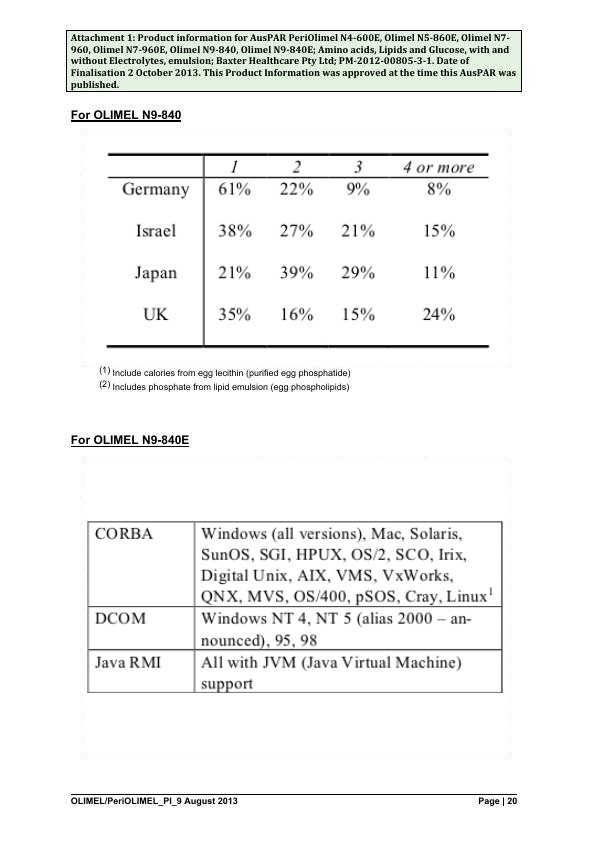 Attachment 1: Product information for AusPAR PeriOlimel N4-600E, Olimel N5-860E, Olimel N7-
960, Olimel N7-960E, Olimel N9-840, Olimel N9-840E; Amino acids, Lipids and Glucose, with and
without Electrolytes, emulsion; Baxter Healthcare Pty Ltd; PM-2012-00805-3-1. Date of
Finalisation 2 October 2013. This Product Information was approved at the time this AusPAR was
published.
For OLIMEL N9-840
1 2 3 4 or more
Germany 61% 22% 9% 8%
Israel 38% 27% 21% 15%
Japan 21% 39% 29% 11%
UK 35% 16% 15% 24%
(1) Include calories from egg lecithin (purified egg phosphatide)
(2) Includes phosphate from lipid emulsion (egg phospholipids)
For OLIMEL N9-840E
CORBA Windows (all versions), Mac, Solaris,
SunOS, SGI, HPUX, OS/2, SCO, Irix,
Digital Unix, AIX, VMS, VxWorks,
QNX, MVS, OS/400, pSOS, Cray, Linux1
DCOM Windows NT 4, NT 5 (alias 2000 – an-
nounced), 95, 98
Java RMI All with JVM (Java Virtual Machine)
support
OLIMEL/PeriOLIMEL_PI_9 August 2013 Page | 20